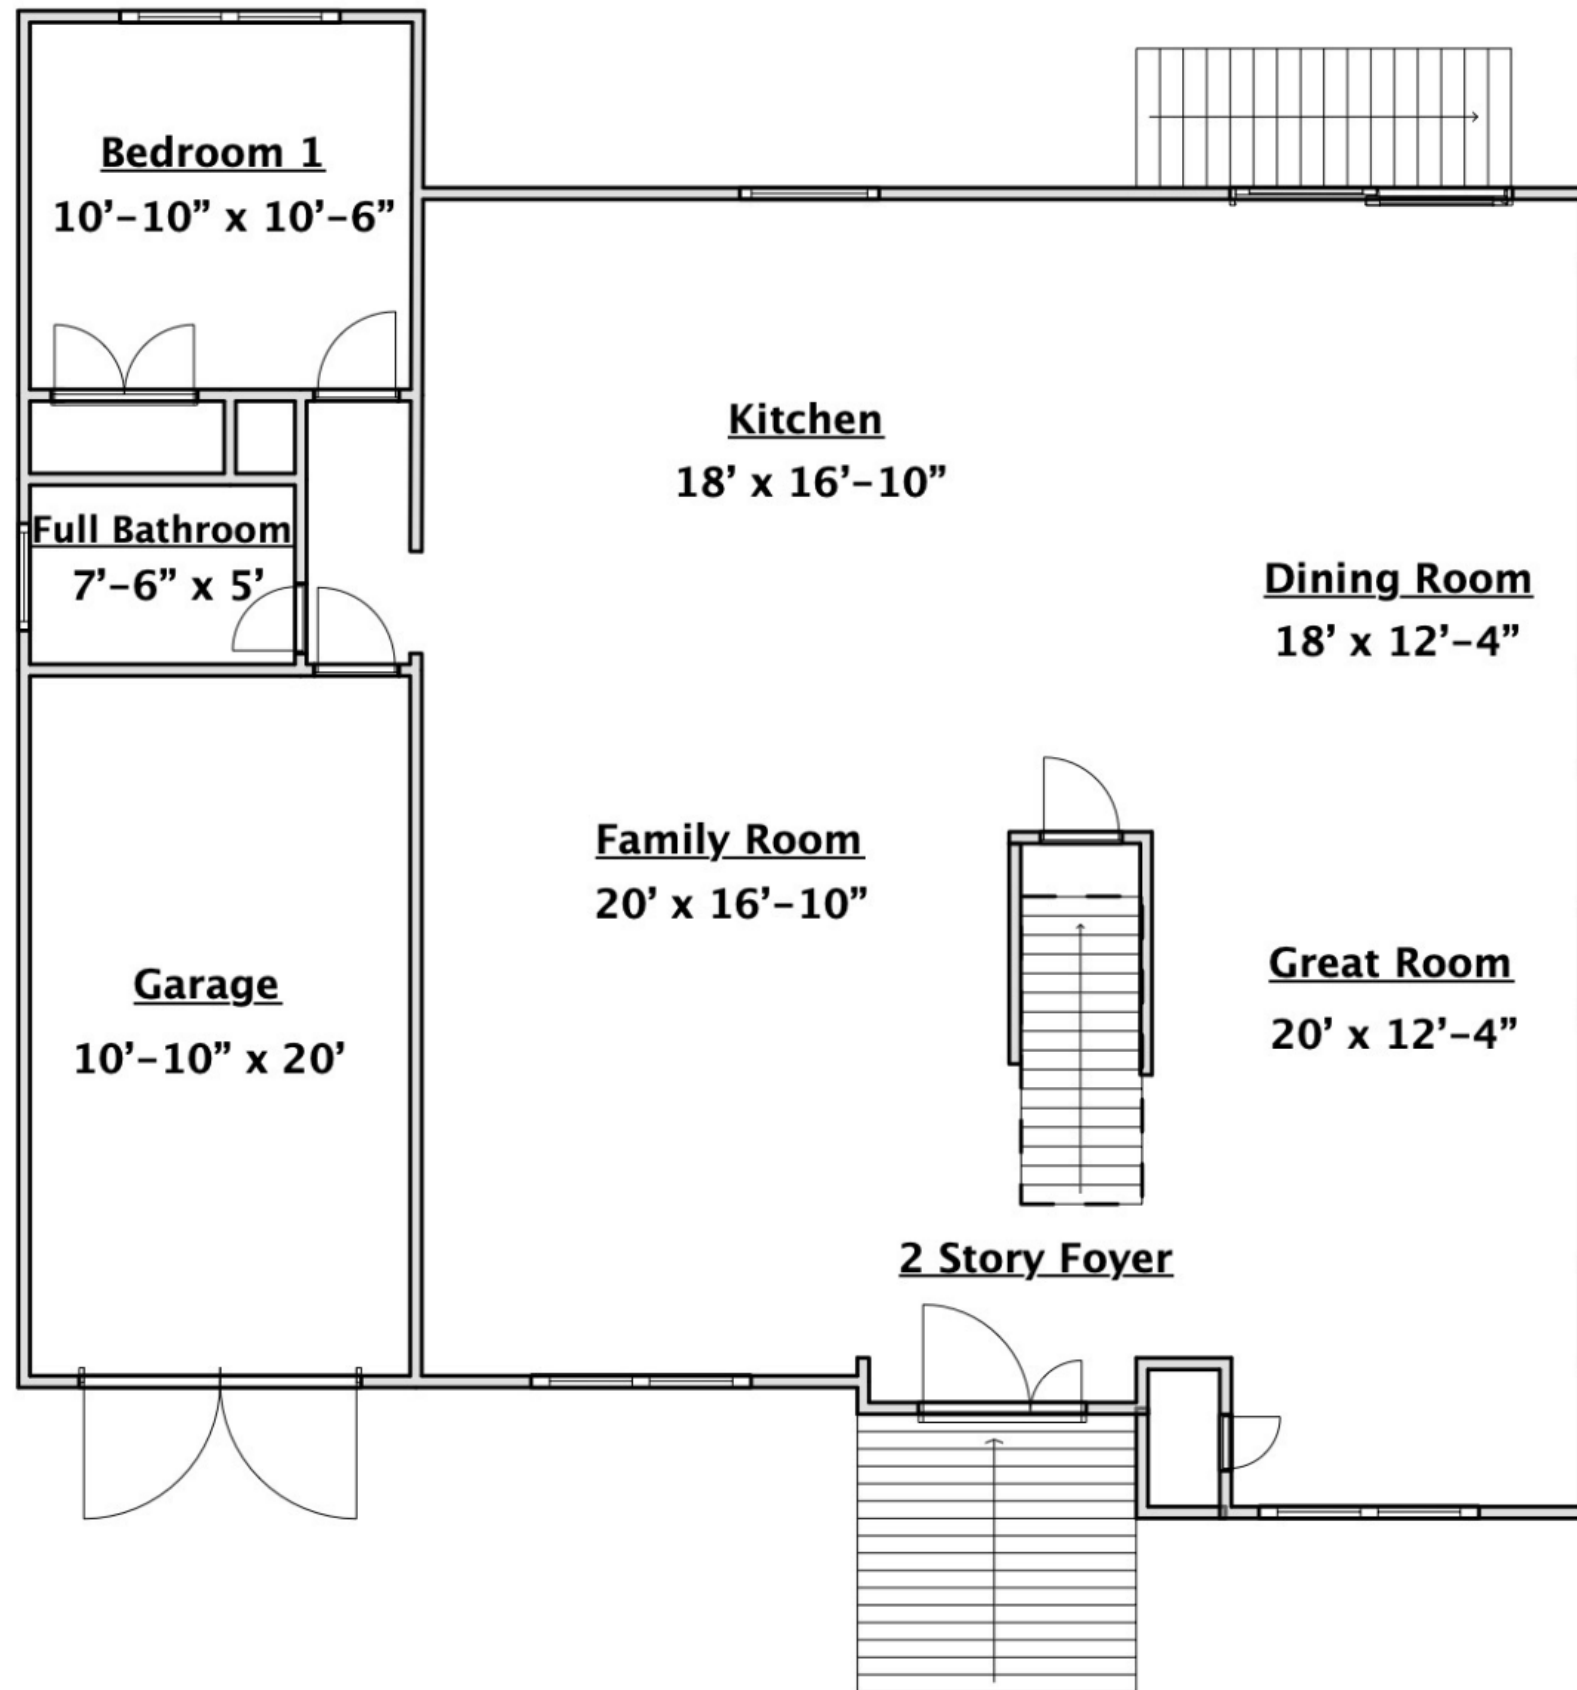 Bedroom 1
10’-10” x 10’-6”
Kitchen
18’ x 16’-10”
Full Bathroom
7’-6” x 5’
Dining Room
18’ x 12’-4”
Family Room
20’ x 16’-10”
Great Room
20’ x 12’-4”
Garage
10’-10” x 20’
2 Story Foyer